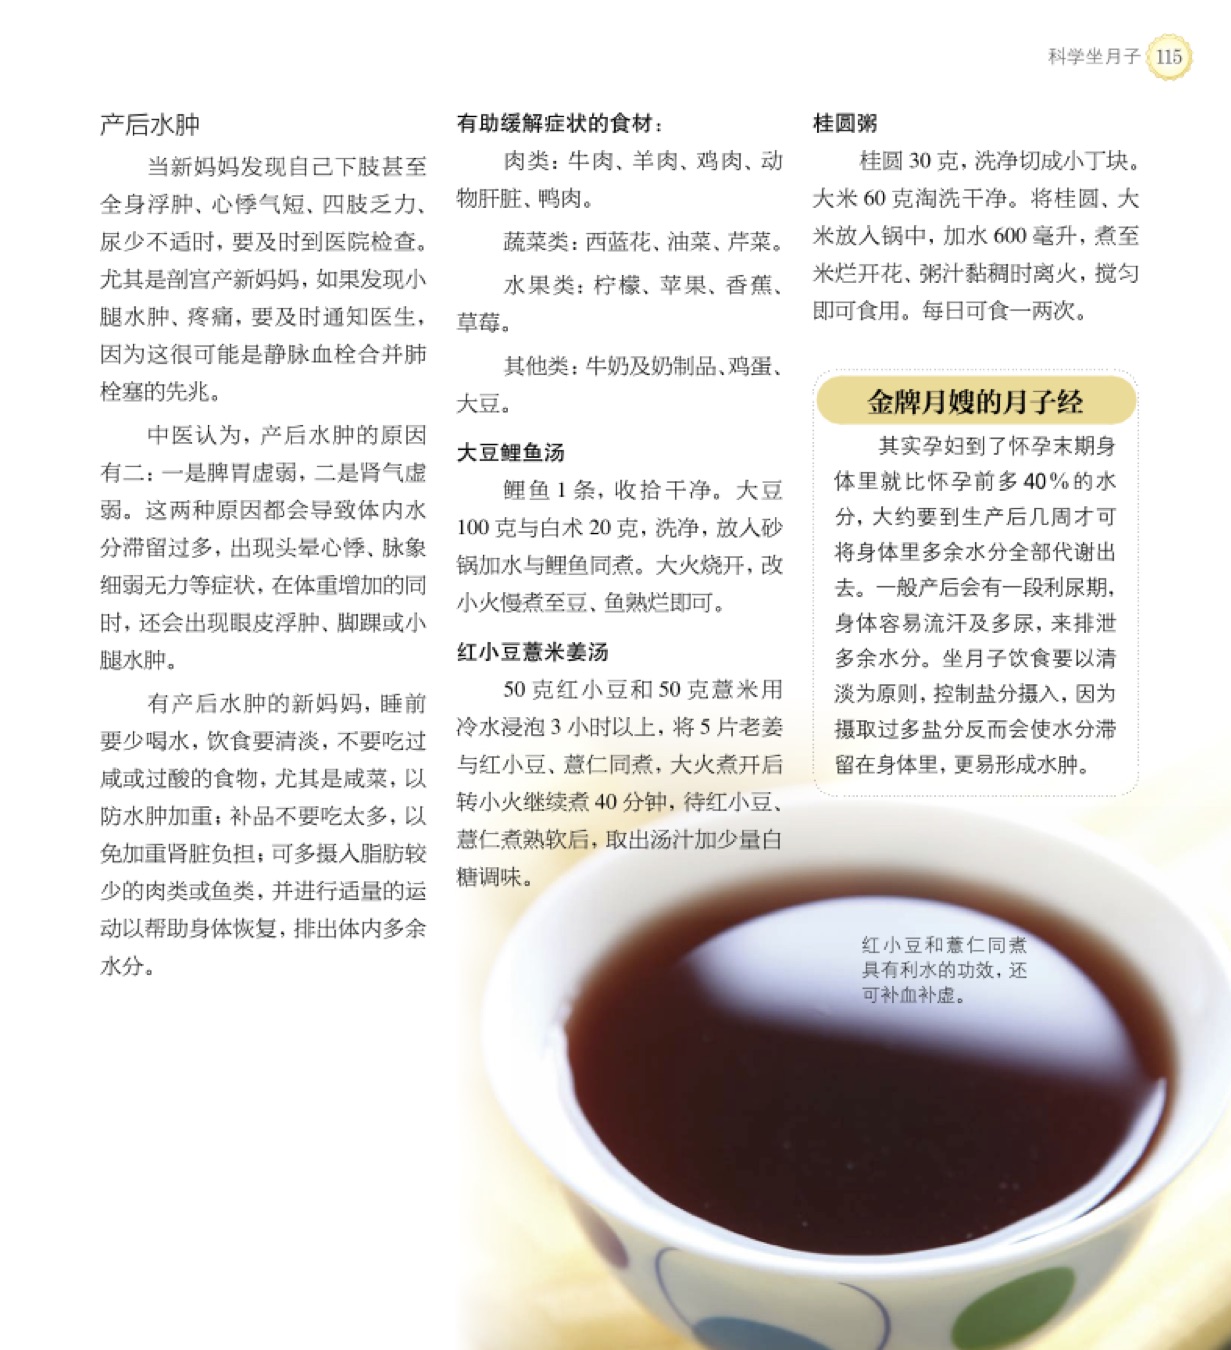 科学坐月子 115
产后水肿
当新妈妈发现自己下肢甚至
全身浮肿、心悸气短、四肢乏力、
尿少不适时，要及时到医院检查。
尤其是剖宫产新妈妈，如果发现小
腿水肿、疼痛，要及时通知医生，
因为这很可能是静脉血栓合并肺
栓塞的先兆。
中医认为，产后水肿的原因
有二：一是脾胃虚弱，二是肾气虚
弱。这两种原因都会导致体内水
分滞留过多，出现头晕心悸、脉象
细弱无力等症状，在体重增加的同
时，还会出现眼皮浮肿、脚踝或小
腿水肿。
有产后水肿的新妈妈，睡前
要少喝水，饮食要清淡，不要吃过
咸或过酸的食物，尤其是咸菜，以
防水肿加重；补品不要吃太多，以
免加重肾脏负担；可多摄入脂肪较
少的肉类或鱼类，并进行适量的运
动以帮助身体恢复，排出体内多余
水分。
有助缓解症状的食材：
肉类：牛肉、羊肉、鸡肉、动
物肝脏、鸭肉。
蔬菜类：西蓝花、油菜、芹菜。
水果类：柠檬、苹果、香蕉、
草莓。
其他类：牛奶及奶制品、鸡蛋、
大豆。
大豆鲤鱼汤
鲤鱼 1 条，收拾干净。大豆
100 克与白术 20 克，洗净，放入砂
锅加水与鲤鱼同煮。大火烧开，改
小火慢煮至豆、鱼熟烂即可。
红小豆薏米姜汤
50 克红小豆和 50 克薏米用
冷水浸泡 3 小时以上，将 5 片老姜
与红小豆、薏仁同煮，大火煮开后
转小火继续煮 40 分钟，待红小豆、
薏仁煮熟软后，取出汤汁加少量白
糖调味。
桂圆粥
桂圆 30 克，洗净切成小丁块。
大米 60 克淘洗干净。将桂圆、大
米放入锅中，加水 600 毫升，煮至
米烂开花、粥汁黏稠时离火，搅匀
即可食用。每日可食一两次。
金牌月嫂的月子经
其实孕妇到了怀孕末期身
体里就比怀孕前多 40％的水
分，大约要到生产后几周才可
将身体里多余水分全部代谢出
去。一般产后会有一段利尿期，
身体容易流汗及多尿，来排泄
多余水分。坐月子饮食要以清
淡为原则，控制盐分摄入，因为
摄取过多盐分反而会使水分滞
留在身体里，更易形成水肿。
红小豆和薏仁同煮
具有利水的功效，还
可补血补虚。